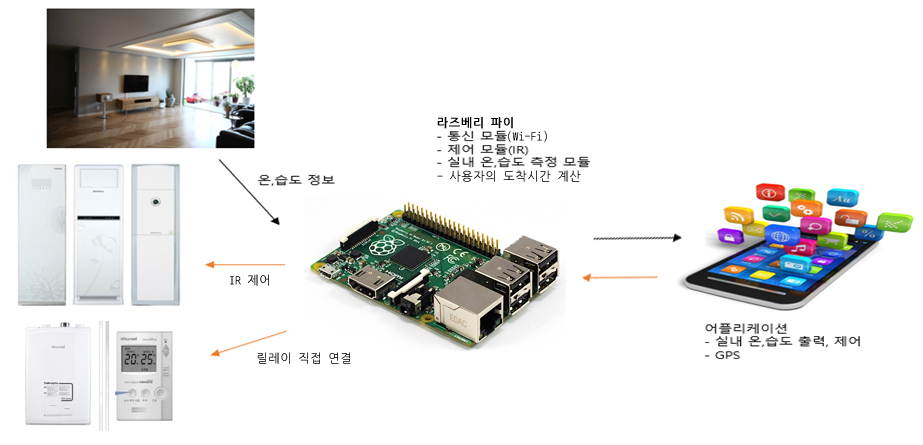 라즈베리 파이
- 통신 모듈(Wi-Fi)
- 제어 모듈(IR)
- 실내 온,습도 측정 모듈
- 사용자의 도착시간 계산
온,습도 정보
IR 제어
릴레이 직접 연결
EDAC
20:25
Aa
%
어플리케이션
- 실내 온,습도 출력, 제어
- GPS